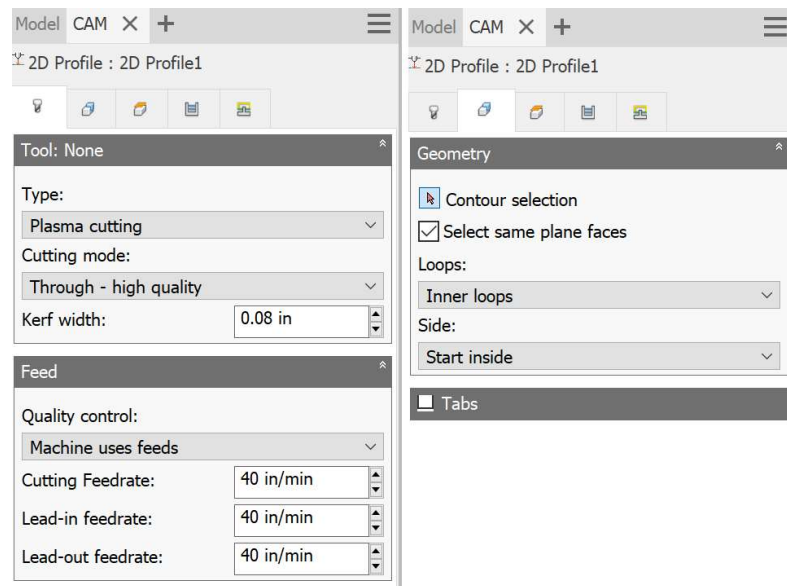 Model CAM
2D Profile : 2D Profile1
Tool: None
Type:
Plasma cutting
Cutting mode:
Through - high quality
Kerf width: 0.08 in
Feed
Quality control:
Machine uses feeds
Cutting Feedrate: 40 in/min
Lead-in feedrate: 40 in/min
Lead-out feedrate: 40 in/min
Model CAM
2D Profile : 2D Profile1
Geometry
Contour selection
Select same plane faces
Loops:
Inner loops
Side:
Start inside
Tabs